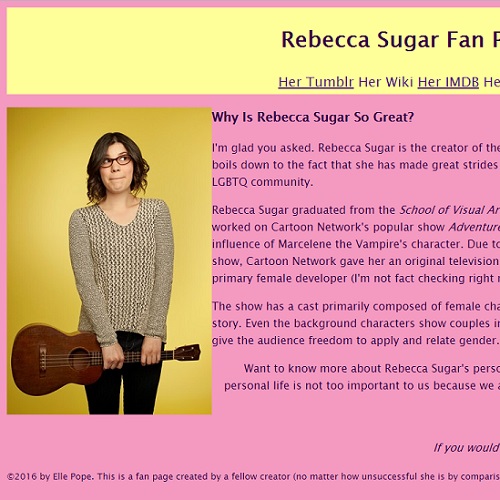 Rebecca Sugar Fan
Her Tumblr Her Wiki Her IMDB He
Why Is Rebecca Sugar So Great?
I'm glad you asked. Rebecca Sugar is the creator of the
boils down to the fact that she has made great strides
LGBTQ community.
Rebecca Sugar graduated from the School of Visual Ar
worked on Cartoon Network's popular show Adventure
influence of Marcelene the Vampire's character. Due to
show, Cartoon Network gave her an original television
primary female developer (I'm not fact checking right
The show has a cast primarily composed of female cha
story. Even the background characters show couples in
give the audience freedom to apply and relate gender.
Want to know more about Rebecca Sugar's perso
personal life is not too important to us because we
If you would
©2016 by Elle Pope. This is a fan page created by a fellow creator (no matter how unsuccessful she is by comparis